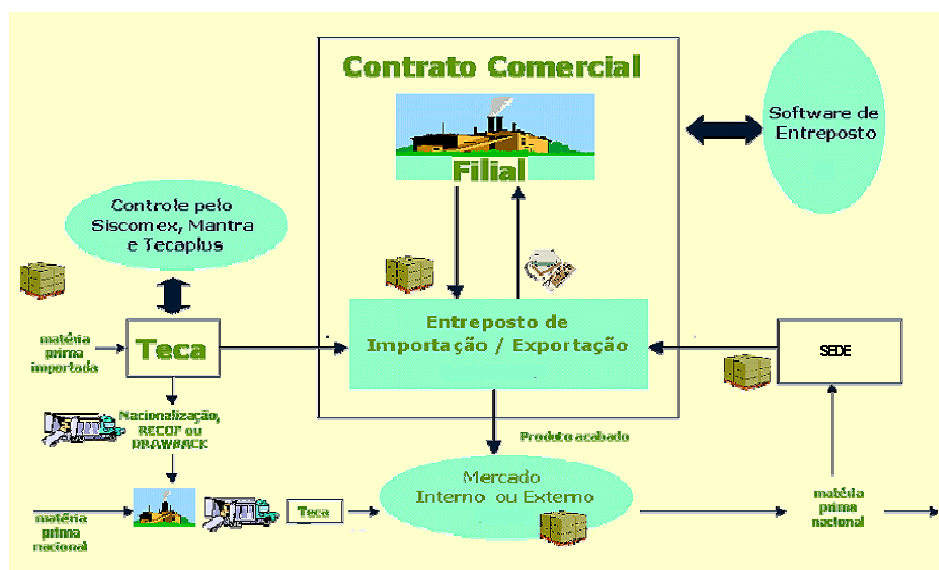 Contrato Comercial
Filial
Software de
Entreposto
Controle pelo
Siscomex, Mantra
e Tecaplus
matéria
prima
importada
Teca
Entreposto de
Importação / Exportação
SEDE
Nacionalização,
RECOF ou
DRAWBACK
Produto acabado
Mercado
Interno ou Externo
matéria
prima
nacional
Teca
matéria
prima
nacional